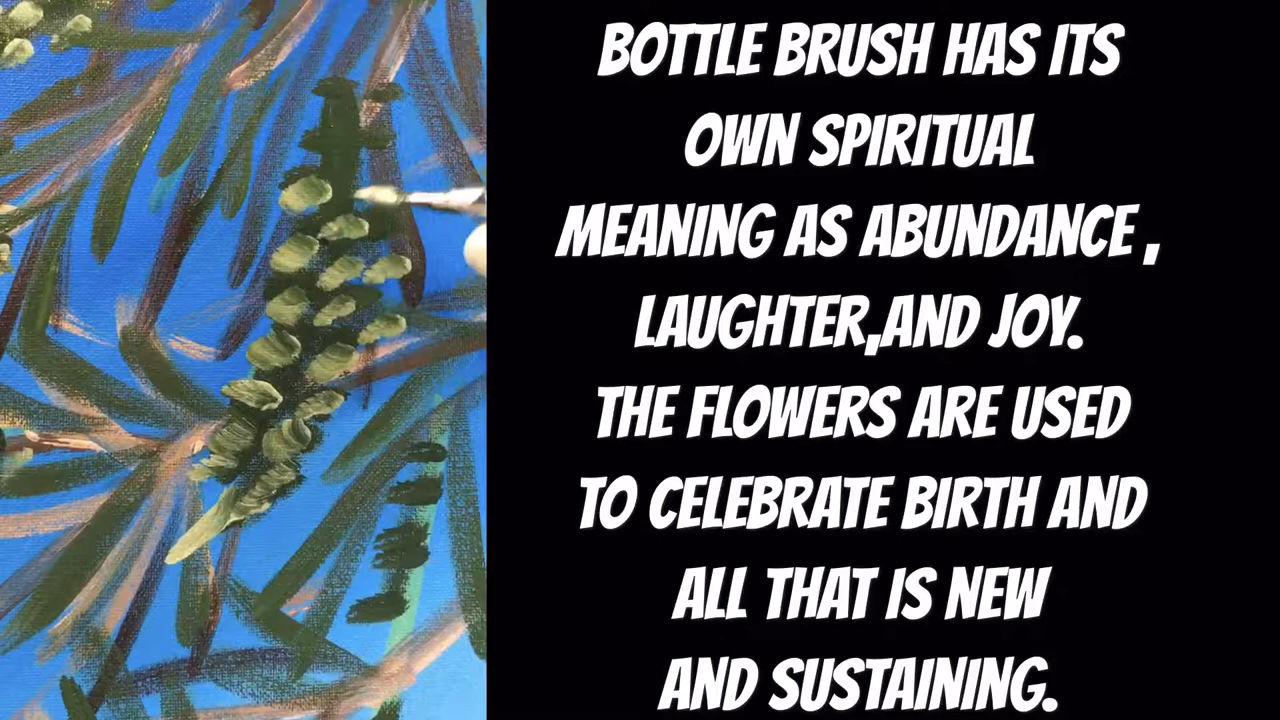 BOTTLE BRUSH HAS ITS
OWN SPIRITUAL
MEANING AS ABUNDANCE ,
LAUGHTER,AND JOY.
THE FLOWERS ARE USED
TO CELEBRATE BIRTH AND
ALL THAT IS NEW
AND SUSTAINING.